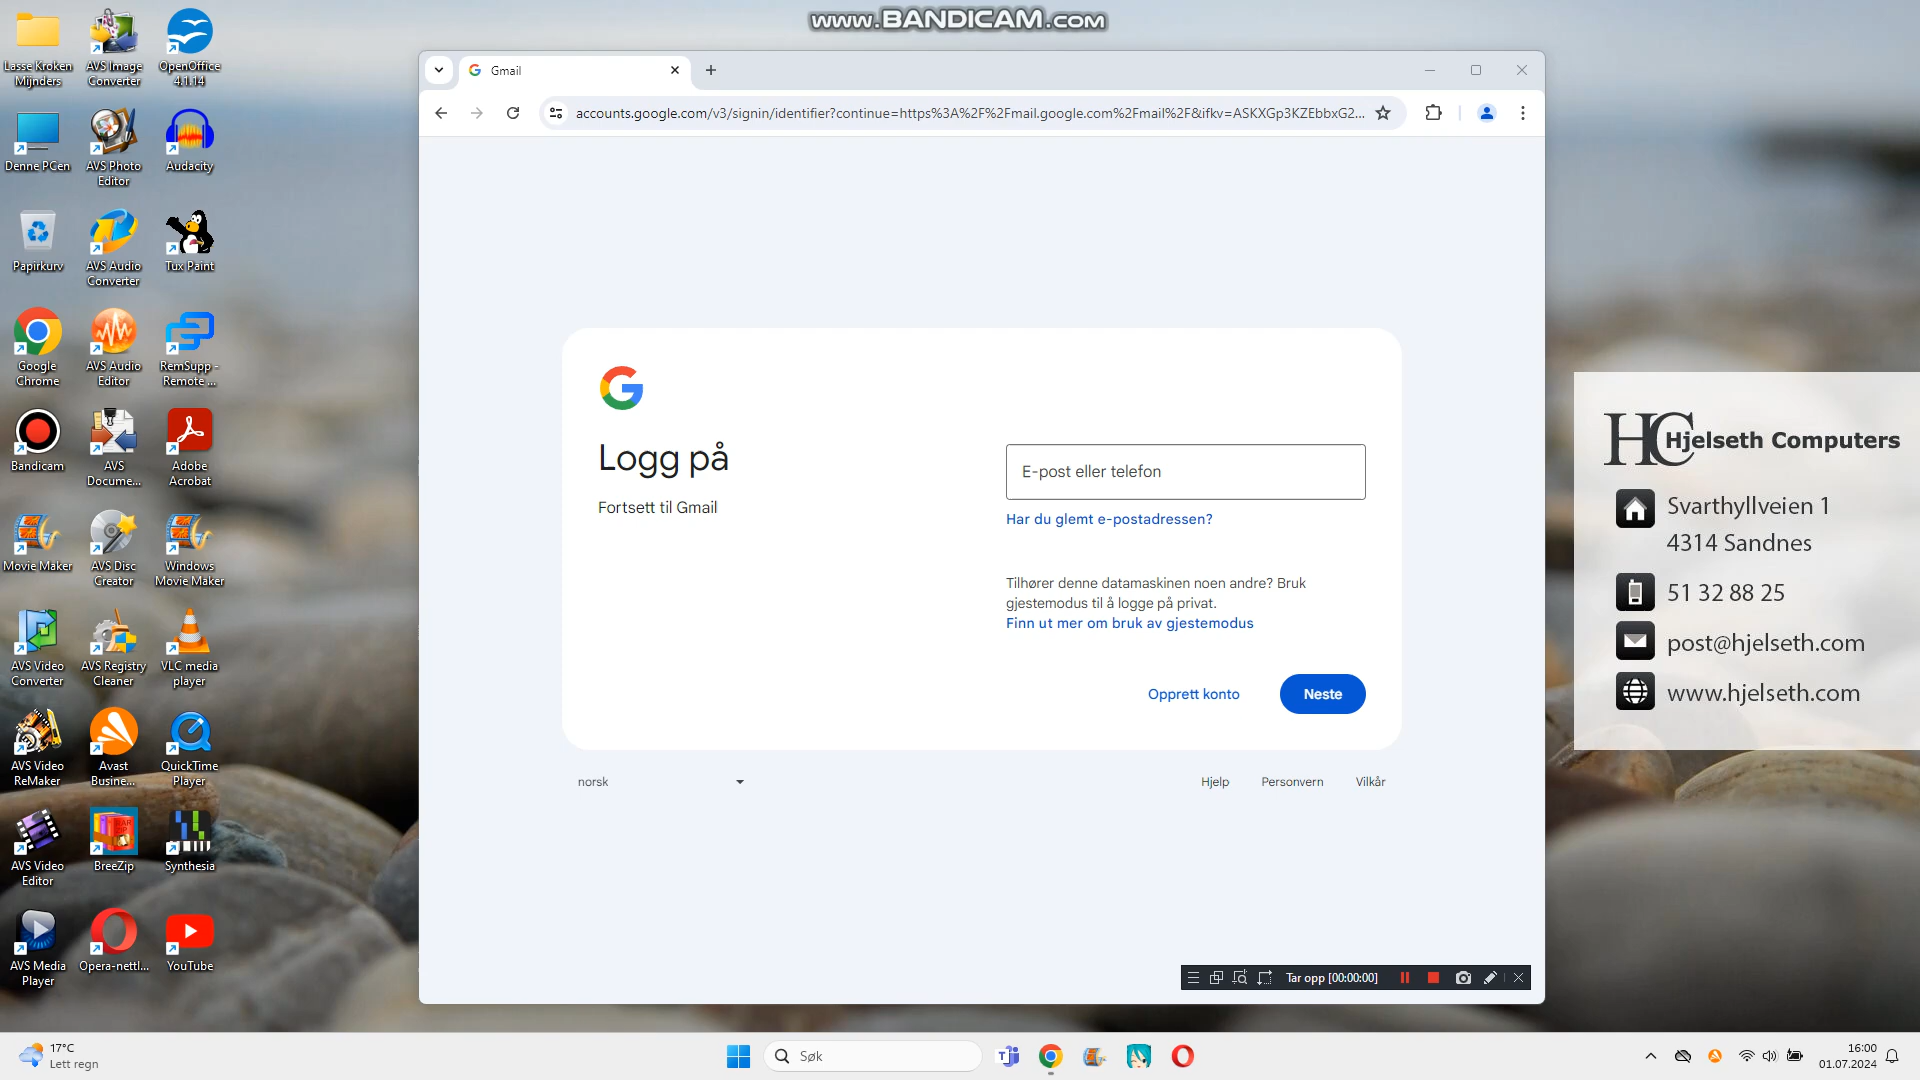 www.BANDICAM.com
Lasse Kroken
Mijnders
AVS Image
Converter
OpenOffice
4.1.14
Denne PCen
AVS Photo
Editor
Audacity
Papirkurv
AVS Audio
Converter
Tux Paint
Google
Chrome
AVS Audio
Editor
RemSupp -
Remote ...
Bandicam
AVS
Docume...
Adobe
Acrobat
Movie Maker
AVS Disc
Creator
Windows
Movie Maker
AVS Video
Converter
AVS Registry
Cleaner
VLC media
player
AVS Video
ReMaker
Avast
Busine...
QuickTime
Player
AVS Video
Editor
BreeZip
Synthesia
AVS Media
Player
Opera-nettl...
YouTube
Gmail
accounts.google.com/v3/signin/identifier?continue=https%3A%2F%2Fmail.google.com%2Fmail%2F&ifkv=ASKXGp3KZEbbxG2...
Logg på
Fortsett til Gmail
E-post eller telefon
Har du glemt e-postadressen?
Tilhører denne datamaskinen noen andre? Bruk
gjestemodus til å logge på privat.
Finn ut mer om bruk av gjestemodus
Opprett konto
Neste
norsk
Hjelp
Personvern
Vilkår
Tar opp [00:00:00]
HC Hjelseth Computers
Svarthyllveien 1
4314 Sandnes
51 32 88 25
post@hjelseth.com
www.hjelseth.com
17°C
Lett regn
Søk
16:00
01.07.2024